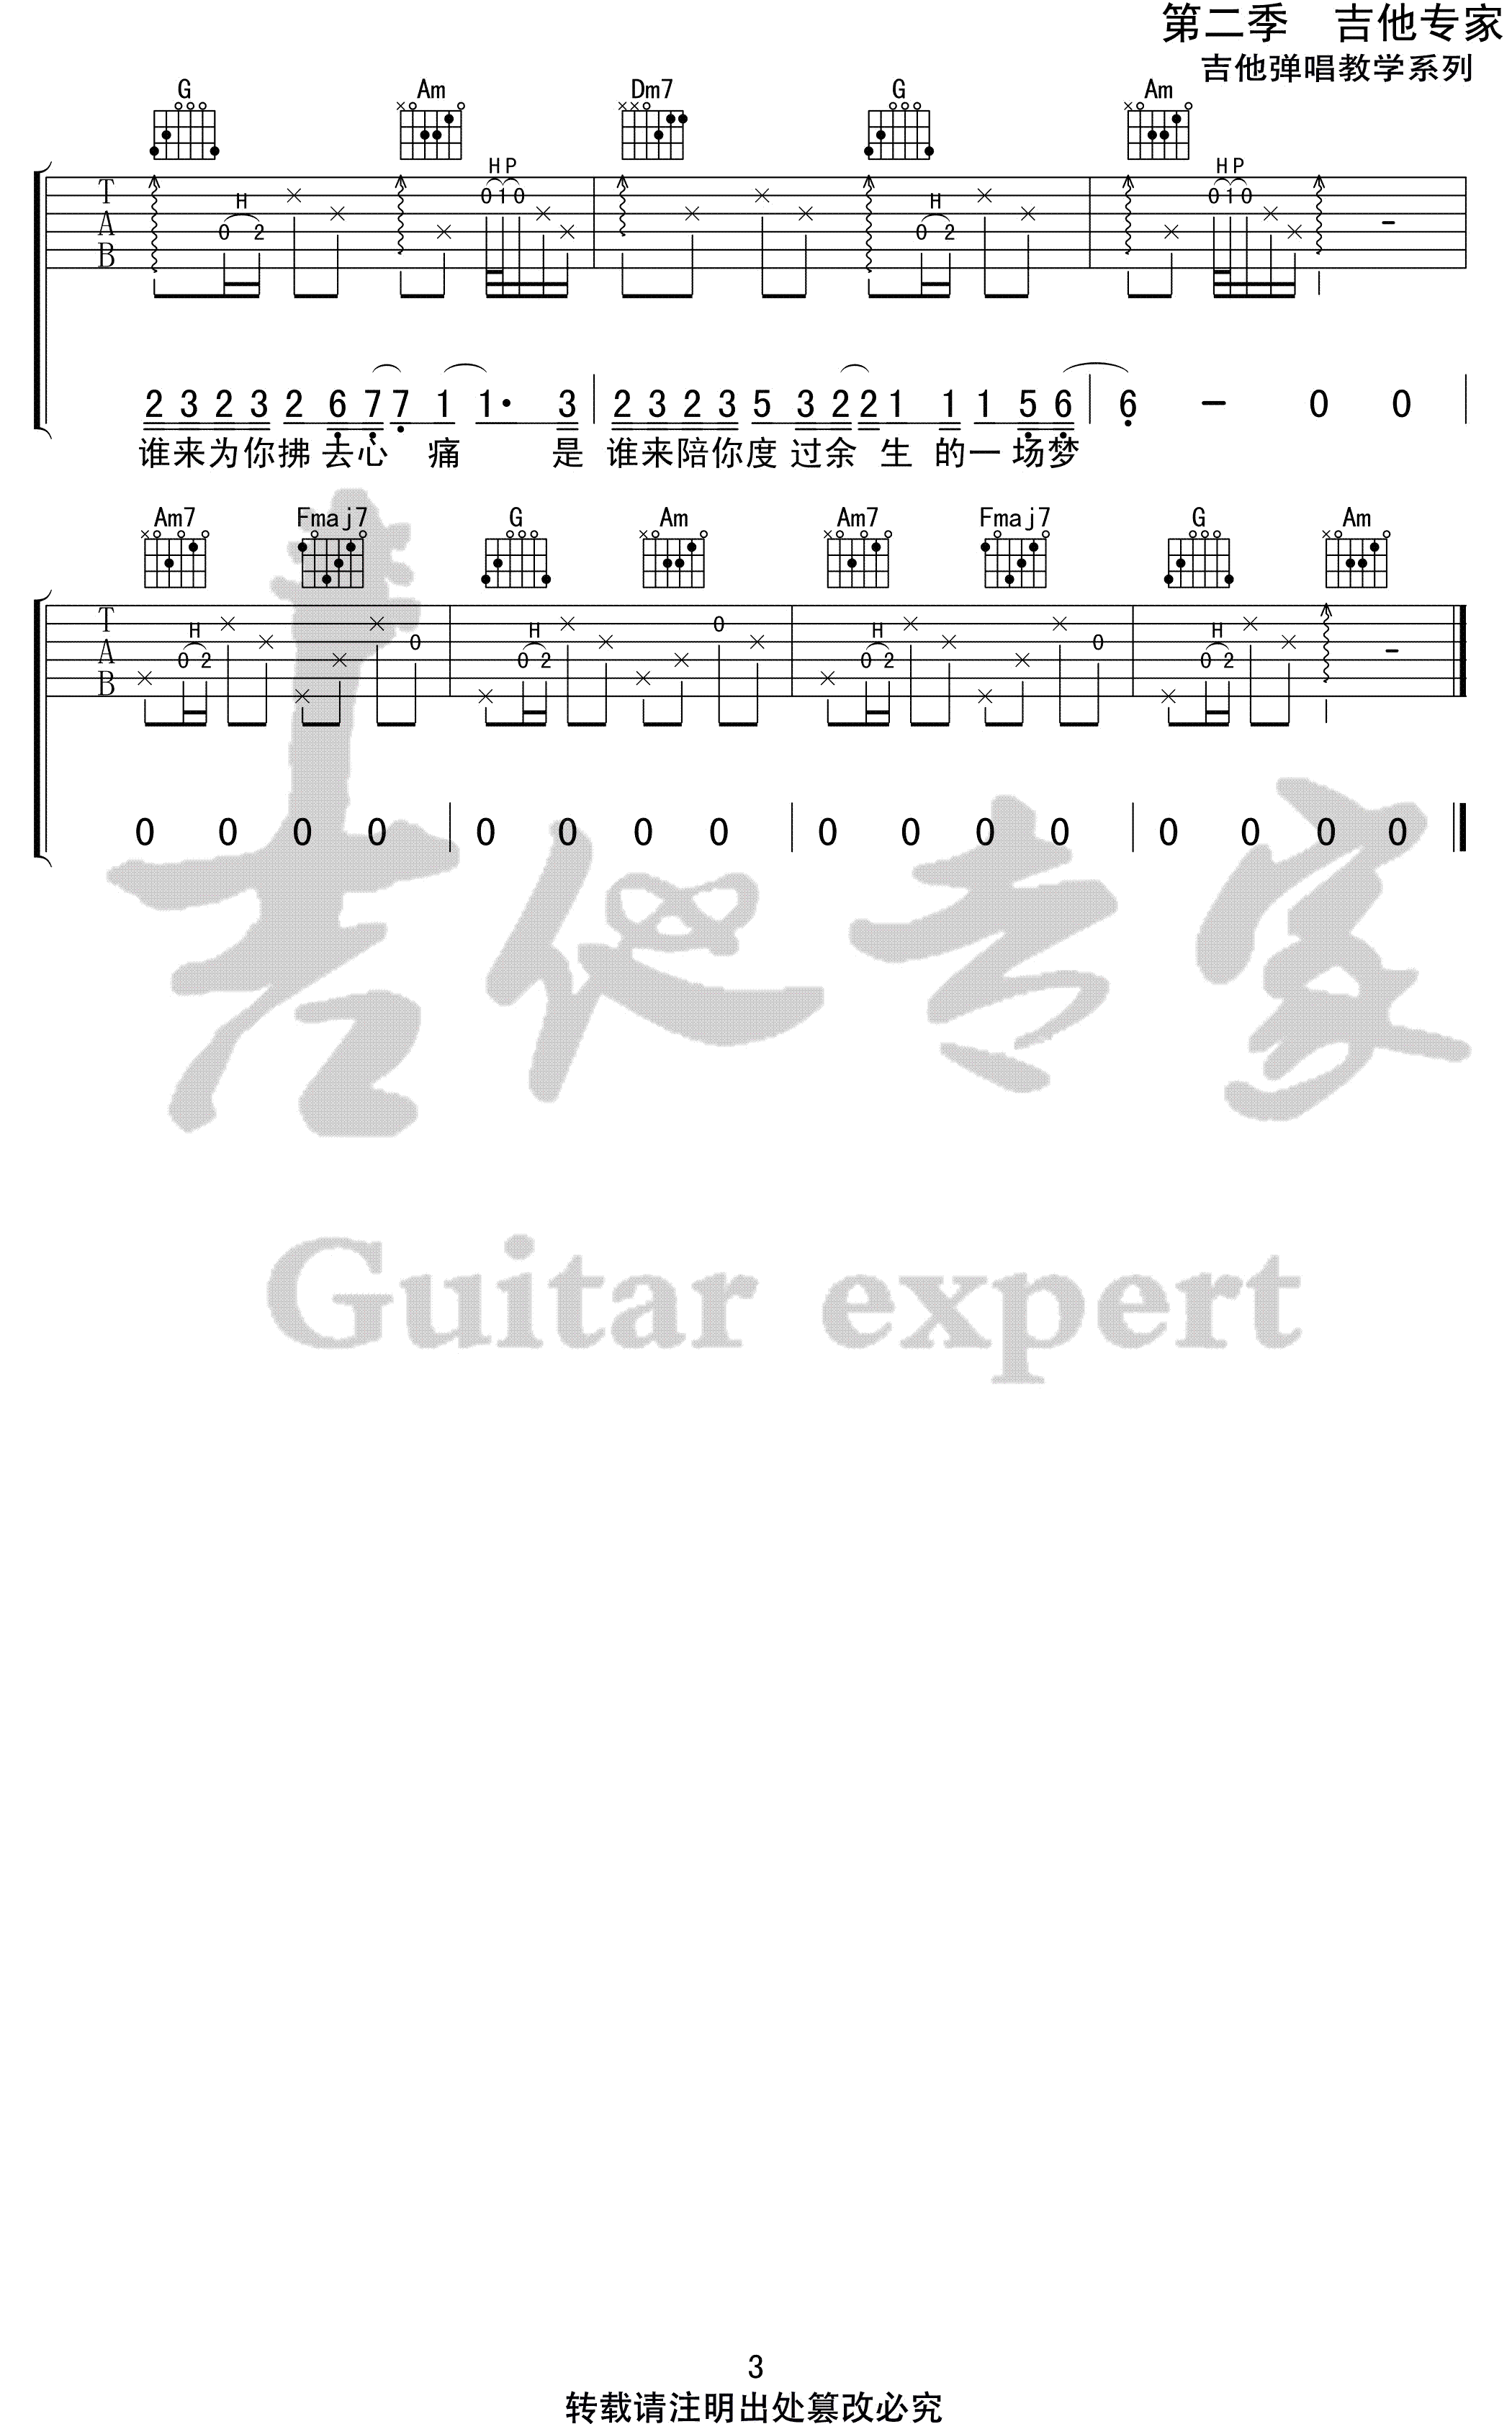 第二季 吉他专家
吉他弹唱教学系列
G Am Dm7 G Am
H P H P
H H
0 1 0 0 1 0
T
A
B
0 2 0 2
2 3 2 3 2 6 7 7 1 1· 3 2 3 2 3 5 3 2 2 1 1 1 5 6 6 - 0 0
谁来为你拂去心 痛 是 谁来陪你度过余 生 的一场梦
Am7 Fmaj7 G Am Am7 Fmaj7 G Am
H H H H
T
A
B
0 2 0 0 2 0 0 2 0 0 2
0 0 0 0 0 0 0 0 0 0 0 0 0 0 0 0
吉他专家
Guitar expert
3
转载请注明出处篡改必究